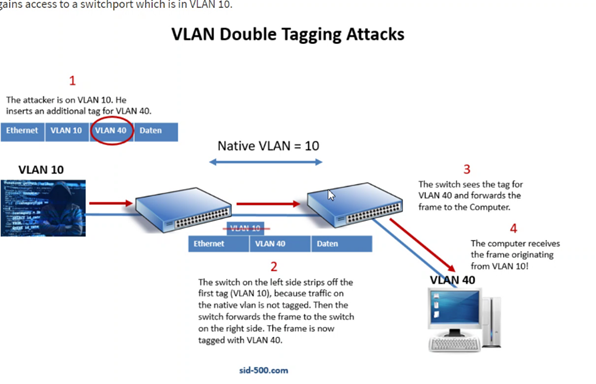 gains access to a switchport which is in VLAN 10.
VLAN Double Tagging Attacks
1
The attacker is on VLAN 10. He
inserts an additional tag for VLAN 40.
Ethernet VLAN 10 VLAN 40 Daten
Native VLAN = 10
VLAN 10
3
The switch sees the tag for
VLAN 40 and forwards the
frame to the Computer.
VLAN 10
Ethernet VLAN 40 Daten
4
The computer receives
the frame originating
from VLAN 10!
2
VLAN 40
The switch on the left side strips off the
first tag (VLAN 10), because traffic on
the native vlan is not tagged. Then the
switch forwards the frame to the switch
on the right side. The frame is now
tagged with VLAN 40.
sid-500.com